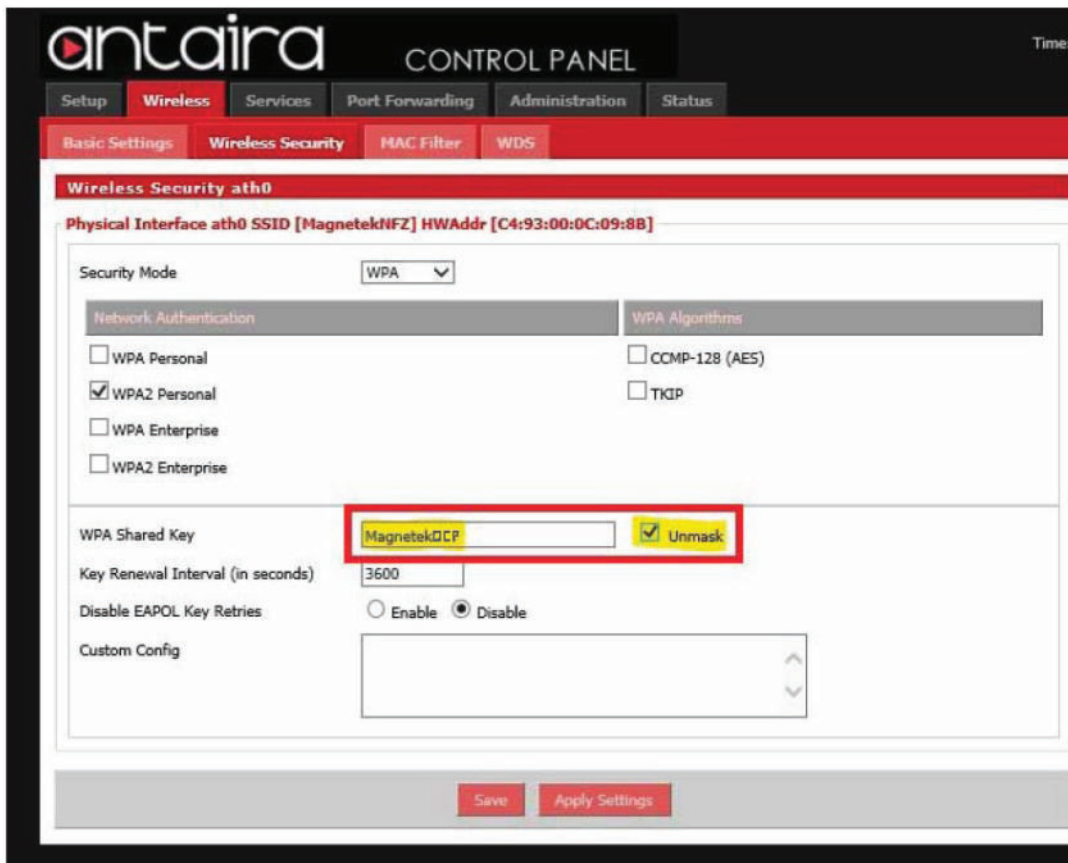 antaira CONTROL PANEL Time:
Setup Wireless Services Port Forwarding Administration Status
Basic Settings Wireless Security MAC Filter WDS
Wireless Security ath0
Physical Interface ath0 SSID [MagnetekNFZ] HWAddr [C4:93:00:0C:09:8B]
Security Mode WPA
Network Authentication WPA Algorithms
WPA Personal CCMP-128 (AES)
WPA2 Personal TKIP
WPA Enterprise
WPA2 Enterprise
WPA Shared Key Unmask
Key Renewal Interval (in seconds) 3600
Disable EAPOL Key Retries Enable Disable
Custom Config
Save Apply Settings